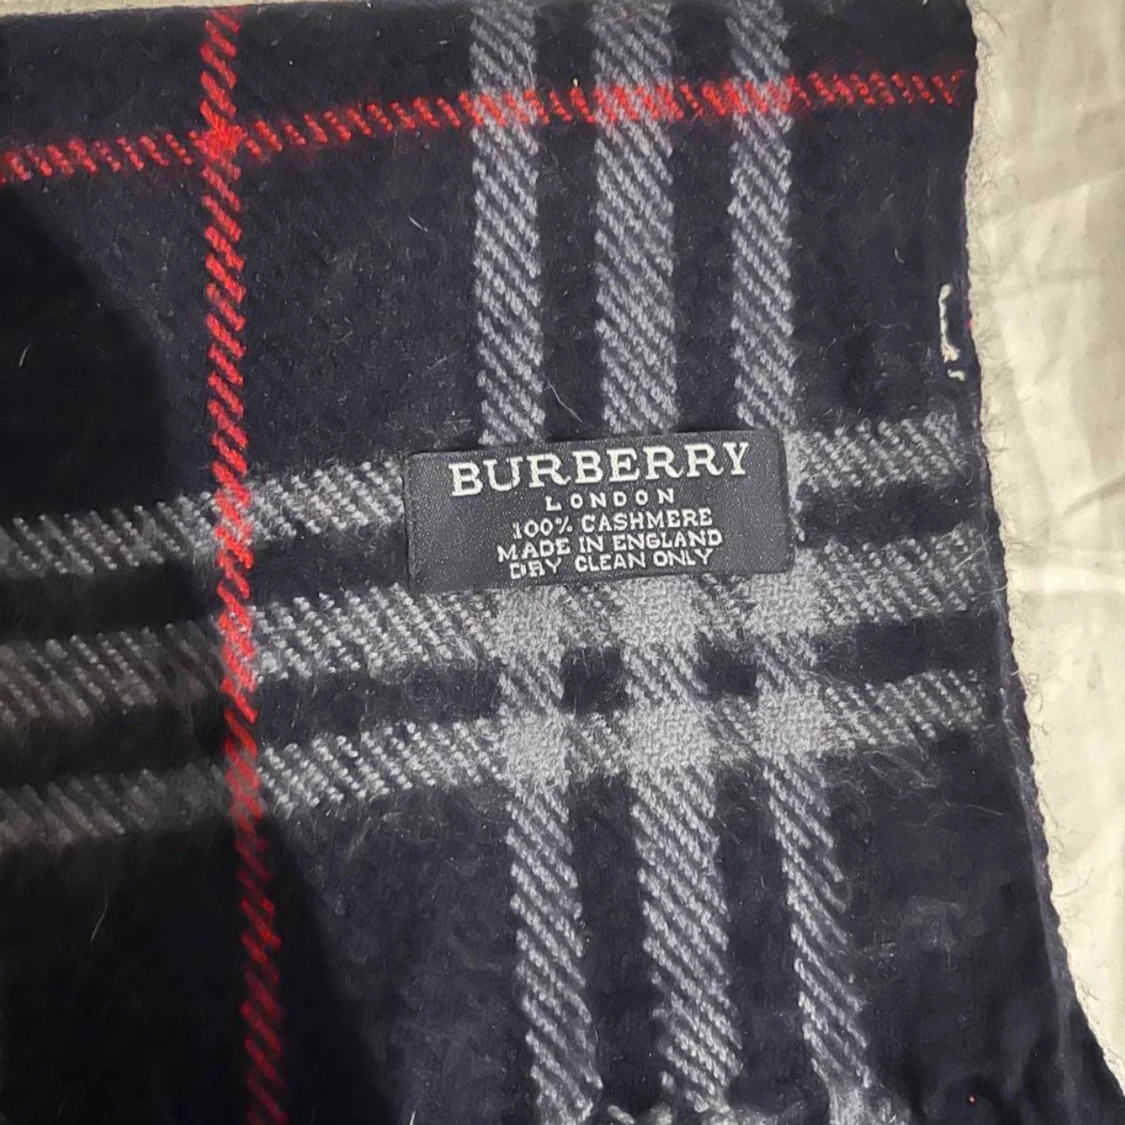 BURBERRY
LONDON
100% CASHMERE
MADE IN ENGLAND
DRY CLEAN ONLY